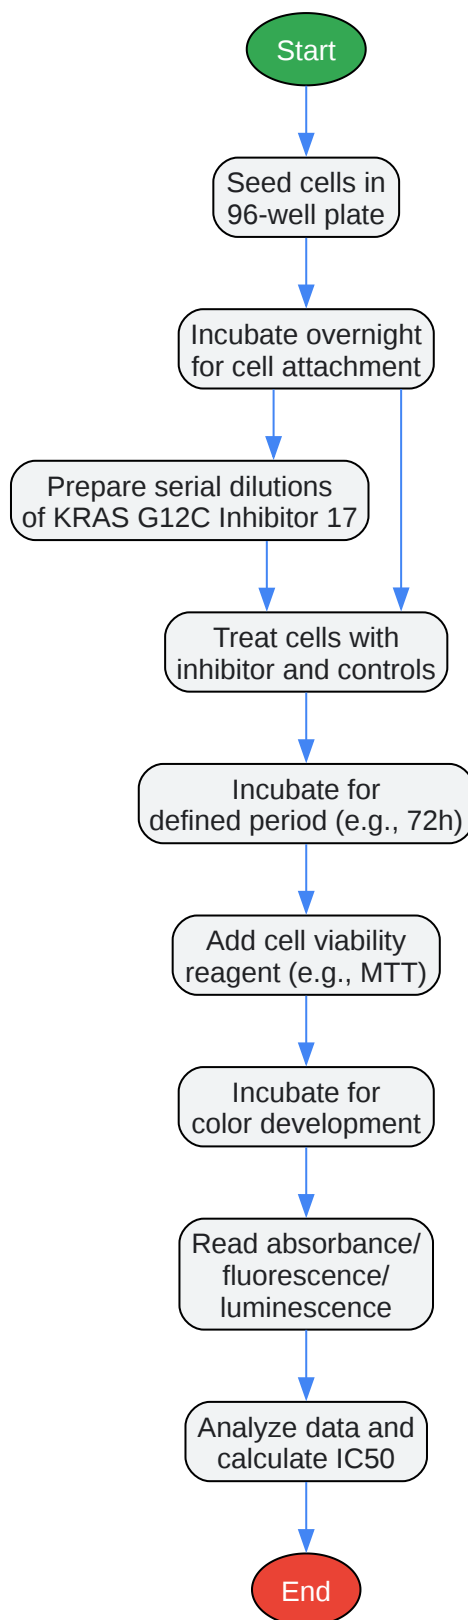 Start
Seed cells in
96-well plate
Incubate overnight
for cell attachment
Prepare serial dilutions
of KRAS G12C Inhibitor 17
Treat cells with
inhibitor and controls
Incubate for
defined period (e.g., 72h)
Add cell viability
reagent (e.g., MTT)
Incubate for
color development
Read absorbance/
fluorescence/
luminescence
Analyze data and
calculate IC50
End